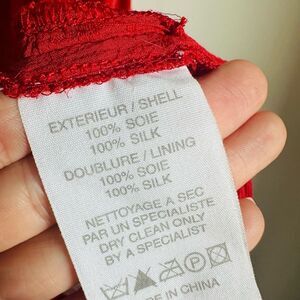 EXTERIEUR / SHELL
100% SOIE
100% SILK
DOUBLURE / LINING
100% SOIE
100% SILK
NETTOYAGE A SEC
PAR UN SPECIALISTE
DRY CLEAN ONLY
BY A SPECIALIST
MADE IN CHINA